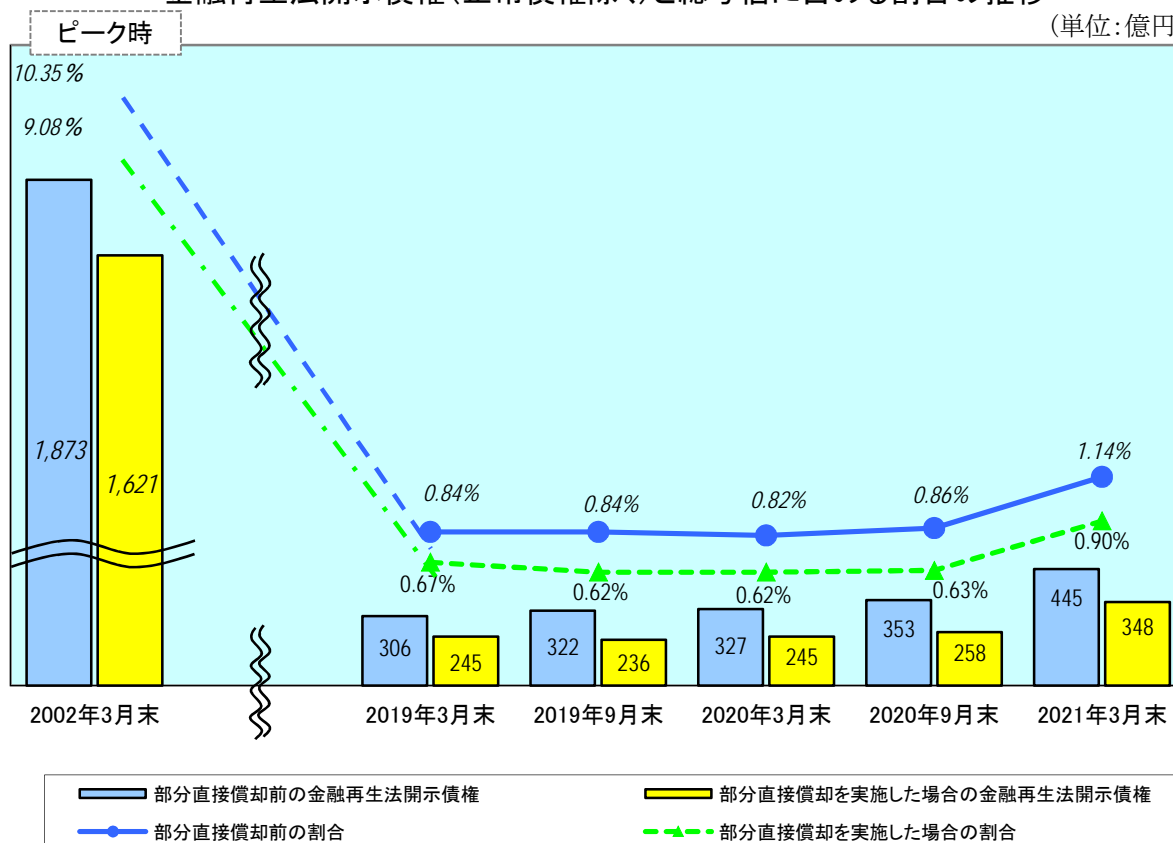 (単位:億円
ピーク時
10.35%
9.08%
1,873
1,621
0.84%
0.84%
0.82%
0.86%
1.14%
0.67%
0.62%
0.62%
0.63%
0.90%
306
245
322
236
327
245
353
258
445
348
2002年3月末
2019年3月末
2019年9月末
2020年3月末
2020年9月末
2021年3月末
部分直接償却前の金融再生法開示債権
部分直接償却を実施した場合の金融再生法開示債権
部分直接償却前の割合
部分直接償却を実施した場合の割合